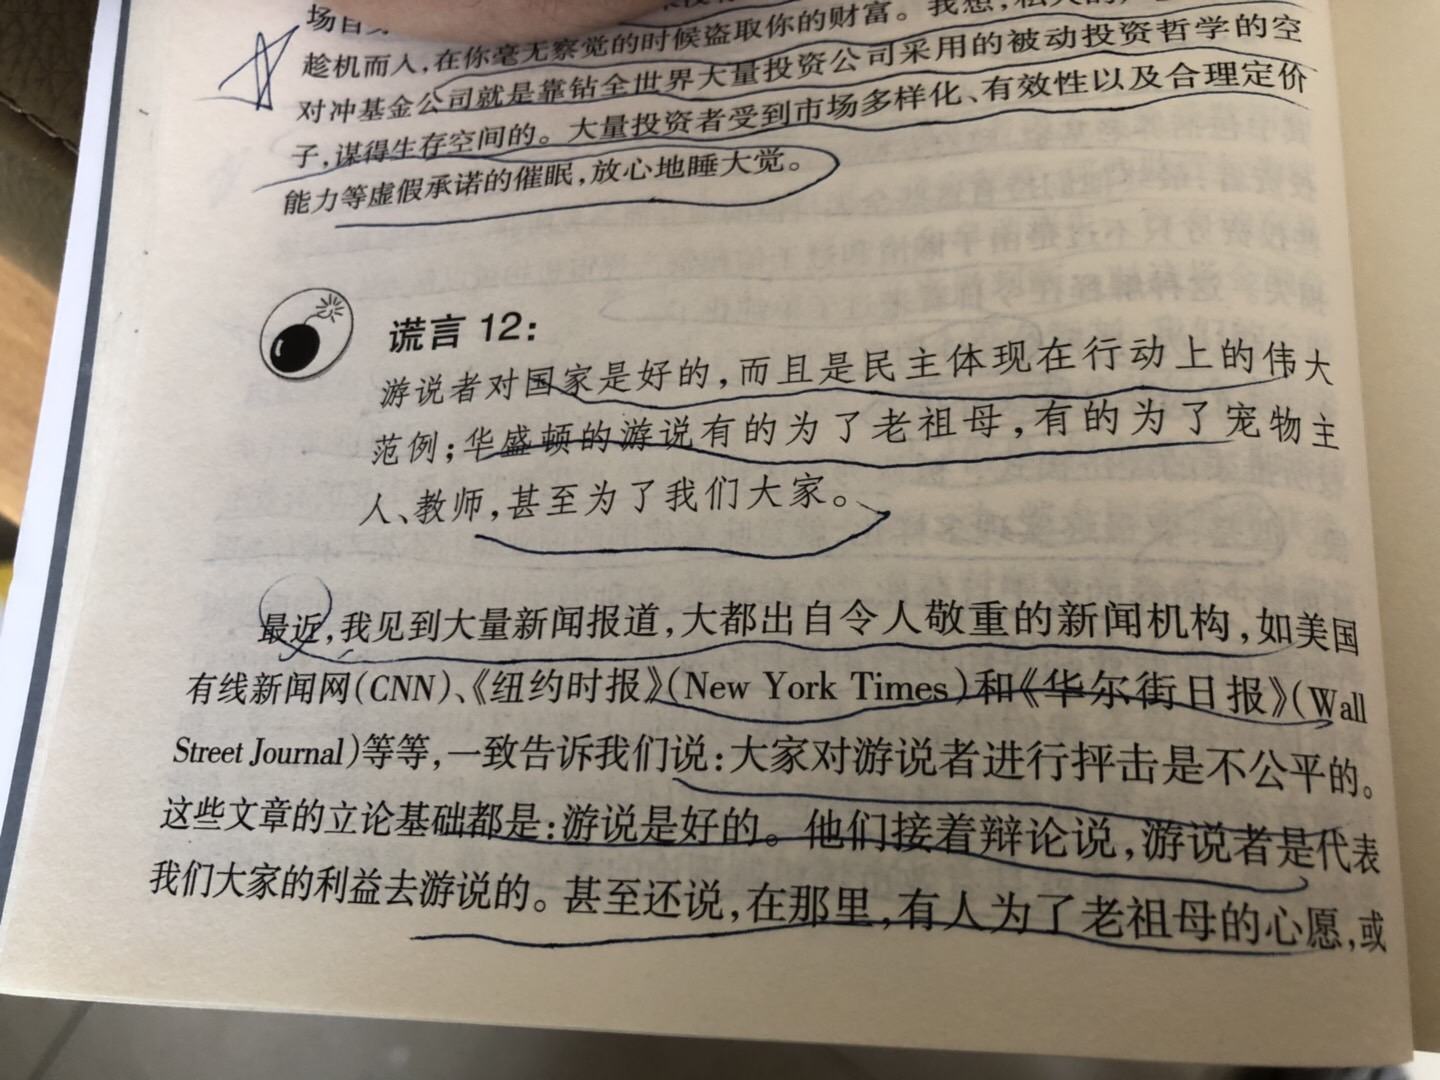 场自
趁机而入,在你毫无察觉的时候盗取你的财富。我想,私人的
对冲基金公司就是靠钻全世界大量投资公司采用的被动投资哲学的空
子,谋得生存空间的。大量投资者受到市场多样化、有效性以及合理定价
能力等虚假承诺的催眠,放心地睡大觉。
谎言 12:
游说者对国家是好的,而且是民主体现在行动上的伟大
范例;华盛顿的游说有的为了老祖母,有的为了宠物主
人、教师,甚至为了我们大家。
最近,我见到大量新闻报道,大都出自令人敬重的新闻机构,如美国
有线新闻网(CNN)、《纽约时报》(New York Times)和《华尔街日报》(Wall
Street Journal)等等,一致告诉我们说:大家对游说者进行抨击是不公平的。
这些文章的立论基础都是:游说是好的。他们接着辩论说,游说者是代表
我们大家的利益去游说的。甚至还说,在那里,有人为了老祖母的心愿,或